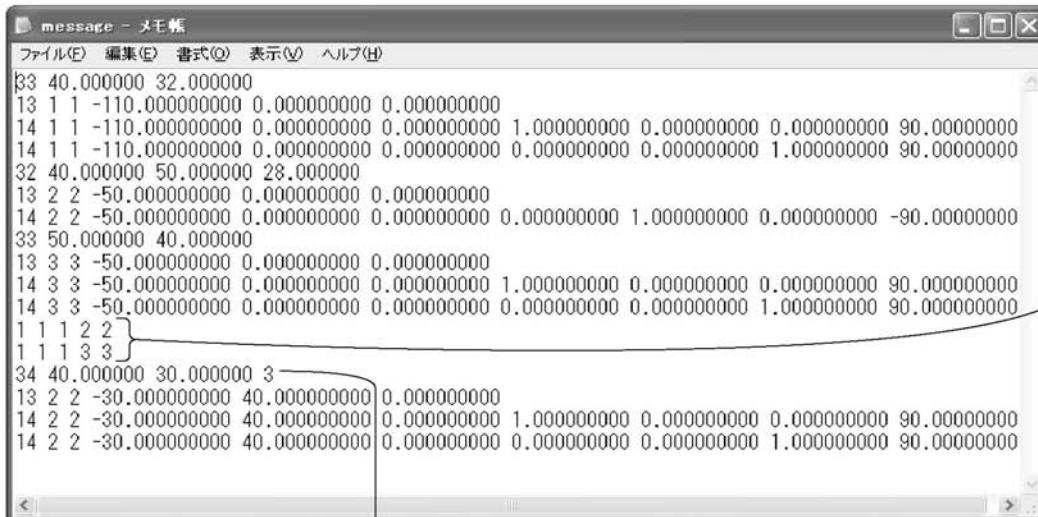 message - メモ帳
ファイル(F) 編集(E) 書式(O) 表示(V) ヘルプ(H)
33 40.000000 32.000000
13 1 1 -110.000000000 0.000000000 0.000000000
14 1 1 -110.000000000 0.000000000 0.000000000 1.000000000 0.000000000 0.000000000 90.00000000
14 1 1 -110.000000000 0.000000000 0.000000000 0.000000000 0.000000000 1.000000000 90.00000000
32 40.000000 50.000000 28.000000
13 2 2 -50.000000000 0.000000000 0.000000000
14 2 2 -50.000000000 0.000000000 0.000000000 0.000000000 1.000000000 0.000000000 -90.00000000
33 50.000000 40.000000
13 3 3 -50.000000000 0.000000000 0.000000000
14 3 3 -50.000000000 0.000000000 0.000000000 1.000000000 0.000000000 0.000000000 90.00000000
14 3 3 -50.000000000 0.000000000 0.000000000 0.000000000 0.000000000 1.000000000 90.00000000
1 1 1 2 2
1 1 1 3 3
34 40.000000 30.000000 3
13 2 2 -30.000000000 40.000000000 0.000000000
14 2 2 -30.000000000 40.000000000 0.000000000 1.000000000 0.000000000 0.000000000 90.00000000
14 2 2 -30.000000000 40.000000000 0.000000000 0.000000000 0.000000000 1.000000000 90.00000000